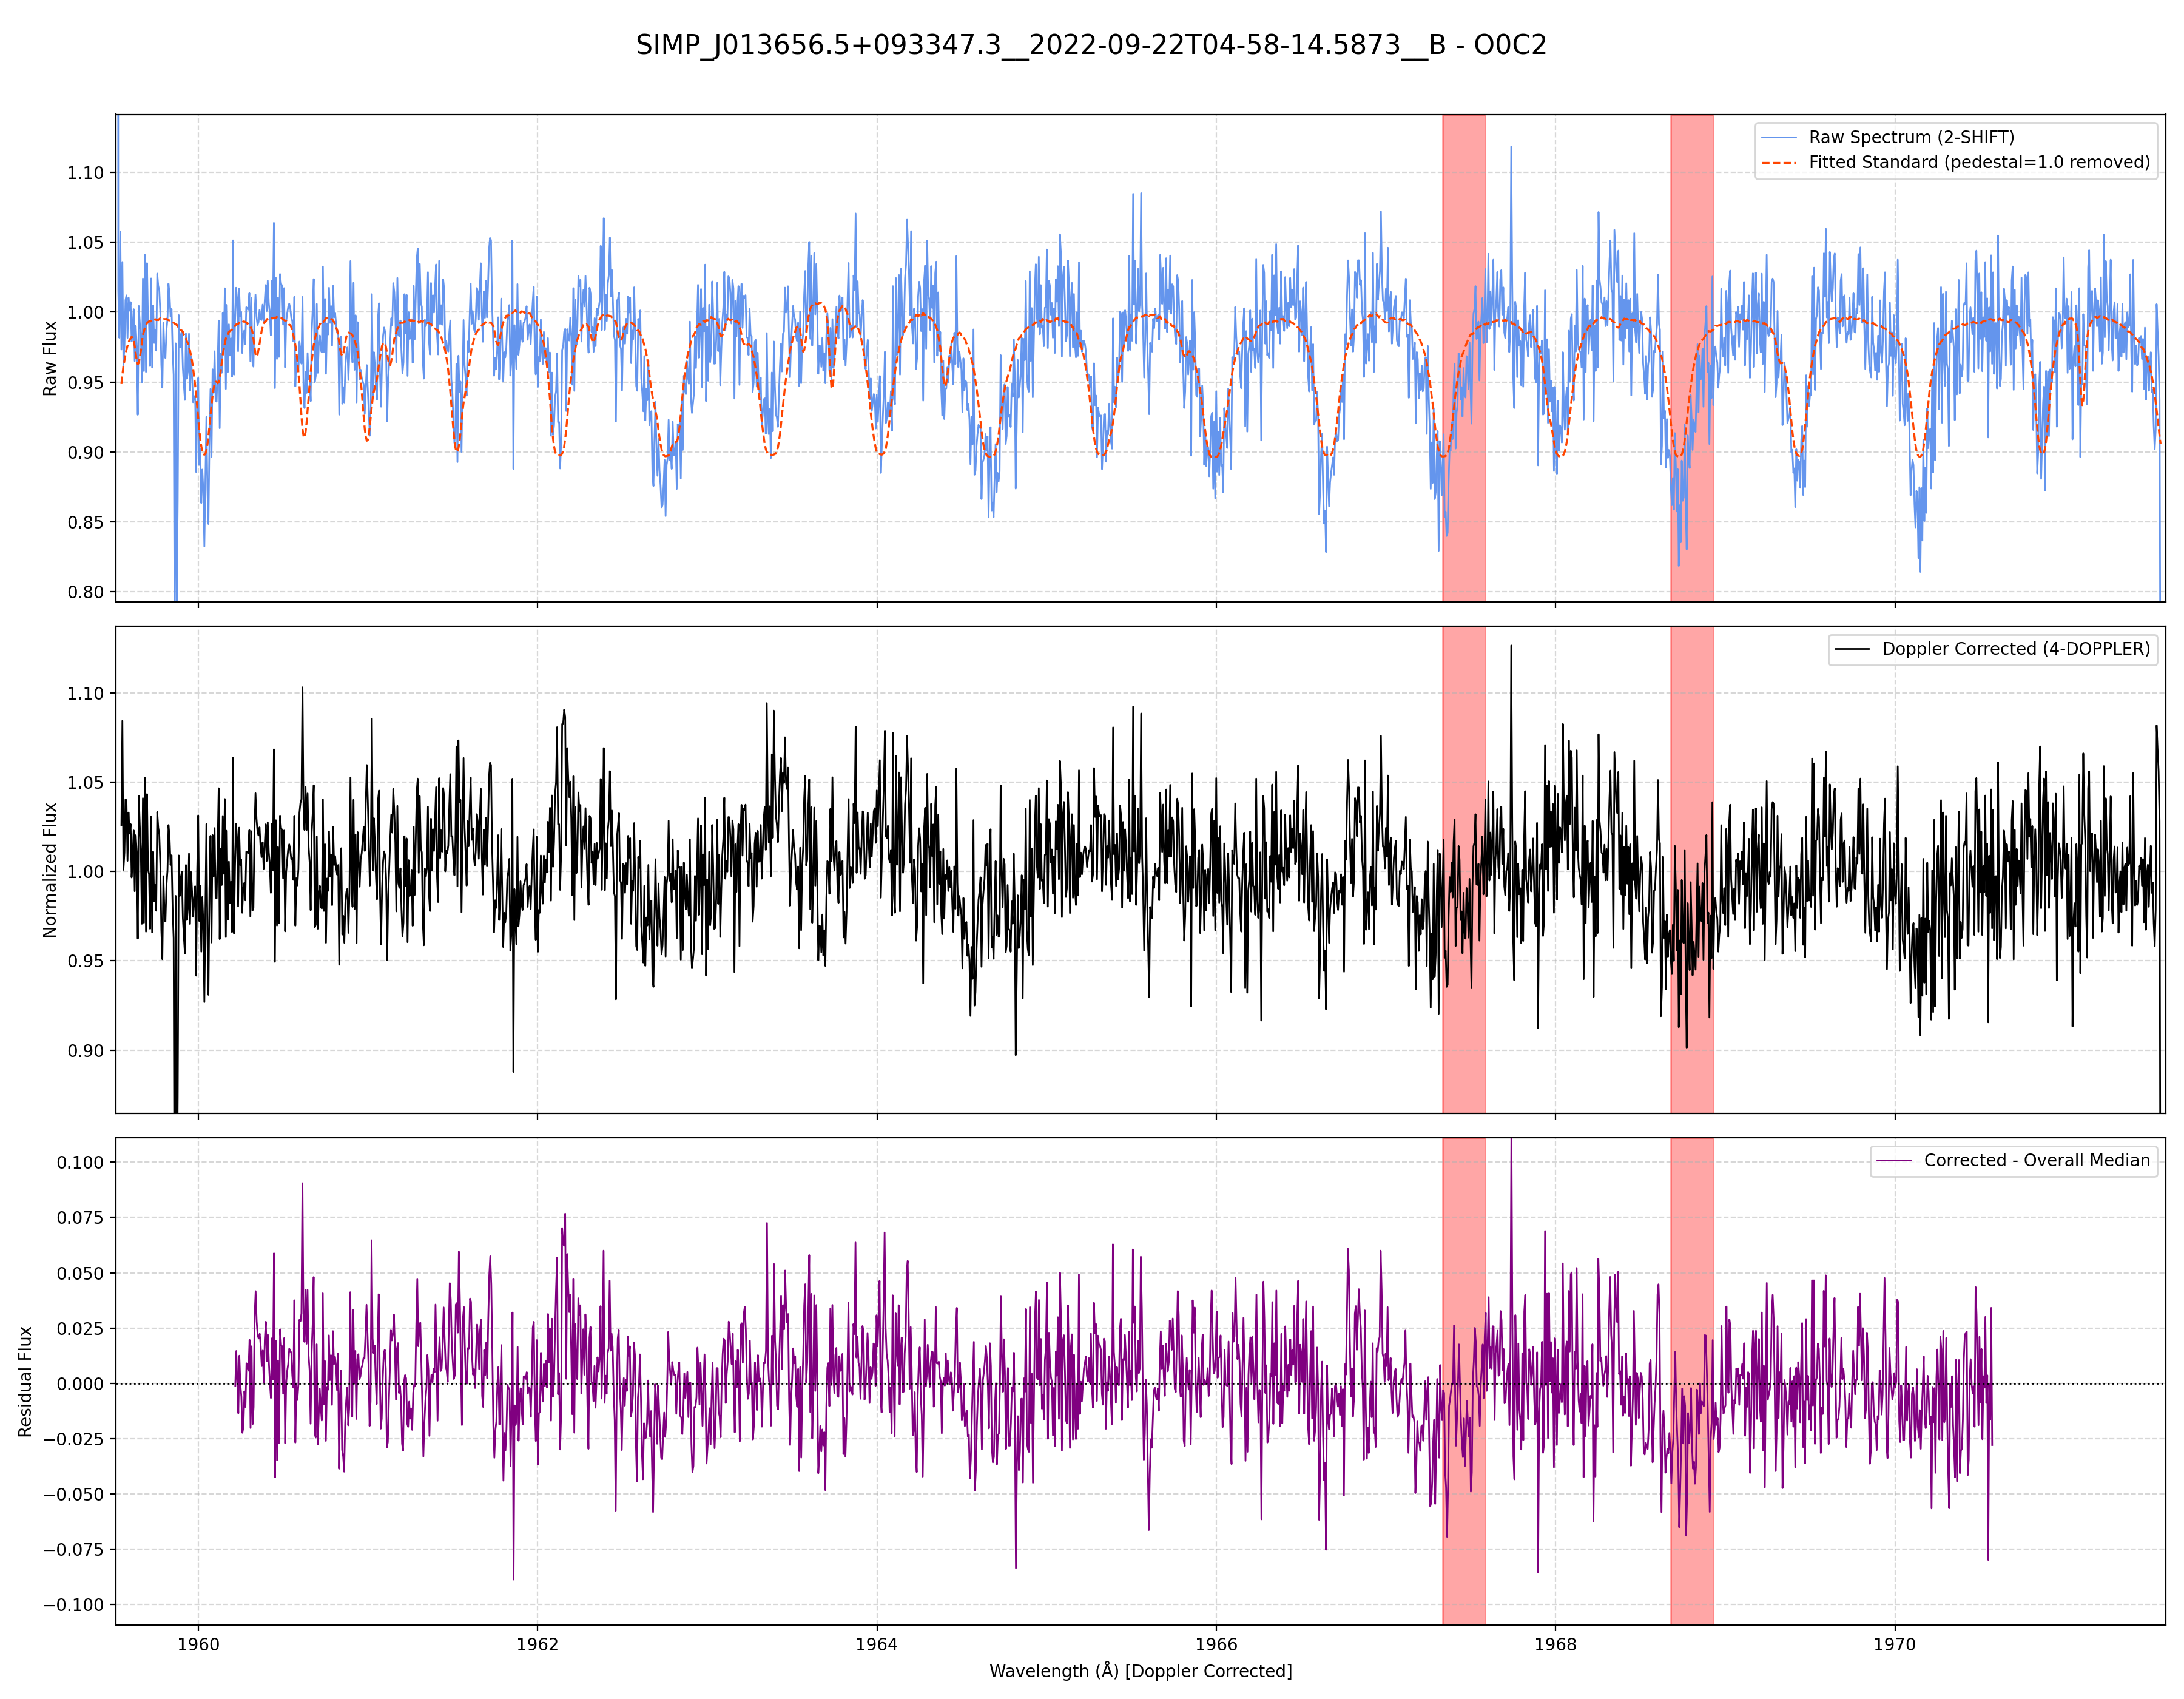 SIMP_J013656.5+093347.3__2022-09-22T04-58-14.5873__B - O0C2
Raw Flux
1.10
1.05
1.00
0.95
0.90
0.85
0.80
Raw Spectrum (2-SHIFT)
Fitted Standard (pedestal=1.0 removed)
Normalized Flux
1.10
1.05
1.00
0.95
0.90
Doppler Corrected (4-DOPPLER)
Residual Flux
0.100
0.075
0.050
0.025
0.000
−0.025
−0.050
−0.075
−0.100
Corrected - Overall Median
1960 1962 1964 1966 1968 1970
Wavelength (Å) [Doppler Corrected]